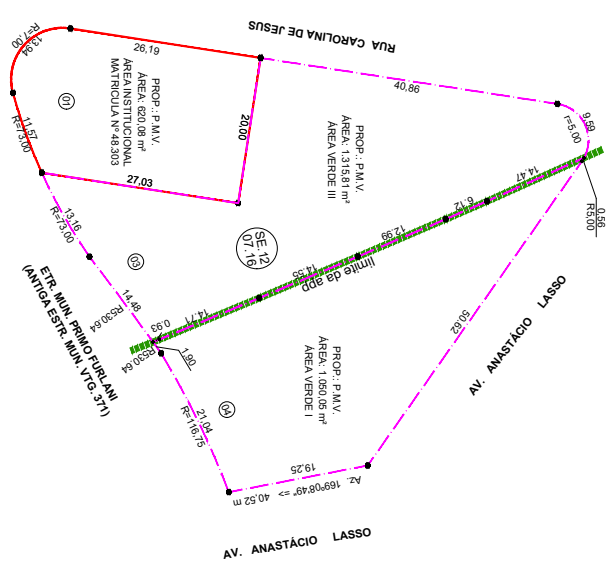 RUA CAROLINA DE JESUS
R=7,00
13,94
26,19
40,86
9,59
r=5,00
PROP.: P.M.V.
ÁREA: 620,08 m²
ÁREA INSTITUCIONAL
MATRICULA Nº 48.303
01
11,57
R=73,00
20,00
27,03
PROP.: P.M.V.
ÁREA: 1.315,81 m²
ÁREA VERDE III
14,47
0,56
R5,00
6,12
12,99
13,16
R=73,00
03
SE.12
07.16
14,55
limite da app
14,48
R530,64
14,71
0,93
R530,64
1,90
ETR. MUN. PRIMO FURLANI
(ANTIGA ESTR. MUN. VTG. 371)
PROP.: P.M.V.
ÁREA: 1.050,05 m²
ÁREA VERDE I
50,62
AV. ANASTÁCIO LASSO
21,04
R=116,75
04
19,25
Az. 169°08'49" => 40,52 m
AV. ANASTÁCIO LASSO